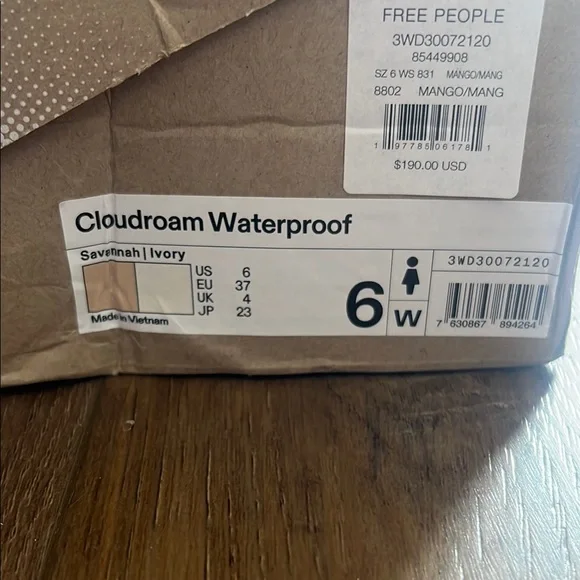 FREE PEOPLE
3WD30072120
85449908
SZ 6 WS 831 MANGO/MANG
8802 MANGO/MANG
1 97785 06178 1
$190.00 USD
Cloudroam Waterproof
Savannah | Ivory
US 6
EU 37
UK 4
JP 23
Made in Vietnam
6
W
3WD30072120
7 630867 894264